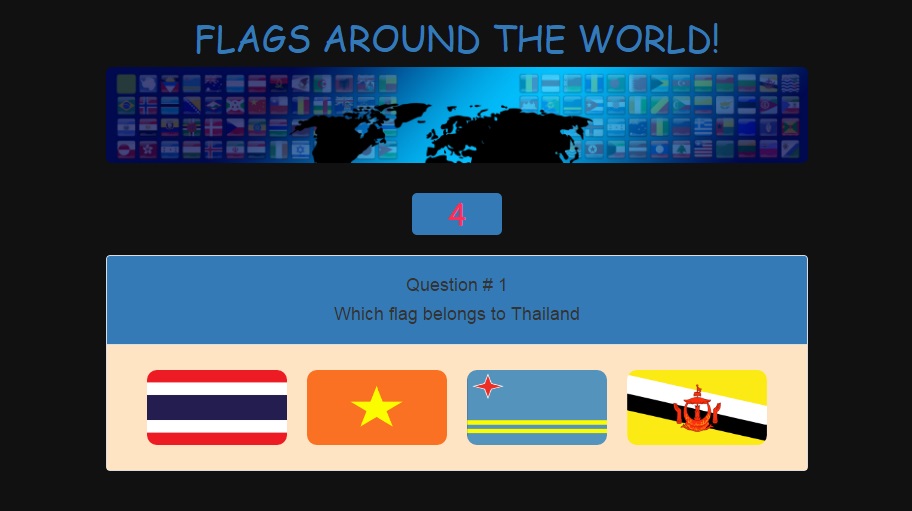 FLAGS AROUND THE WORLD!
4
Question # 1
Which flag belongs to Thailand